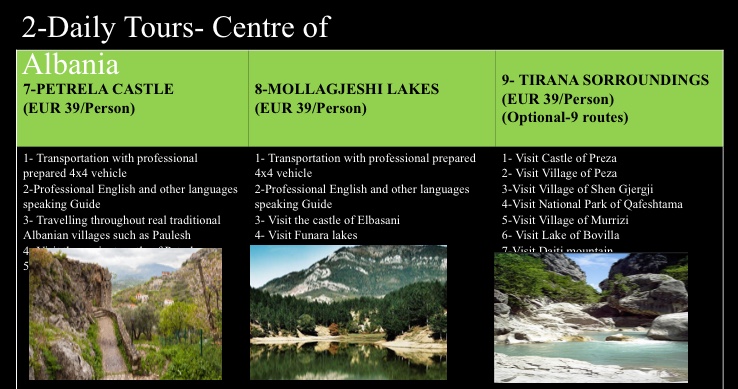 2-Daily Tours- Centre of
Albania
7-PETRELA CASTLE
(EUR 39/Person)
8-MOLLAGJESHI LAKES
(EUR 39/Person)
9- TIRANA SORROUNDINGS
(EUR 39/Person)
(Optional-9 routes)
1- Transportation with professional
prepared 4x4 vehicle
2-Professional English and other languages
speaking Guide
3- Travelling throughout real traditional
Albanian villages such as Paulesh
4-
5
1- Transportation with professional prepared
4x4 vehicle
2-Professional English and other languages
speaking Guide
3- Visit the castle of Elbasani
4- Visit Funara lakes
1- Visit Castle of Preza
2- Visit Village of Peza
3-Visit Village of Shen Gjergji
4-Visit National Park of Qafeshtama
5-Visit Village of Murrizi
6- Visit Lake of Bovilla
7-Visit Dajti mountain